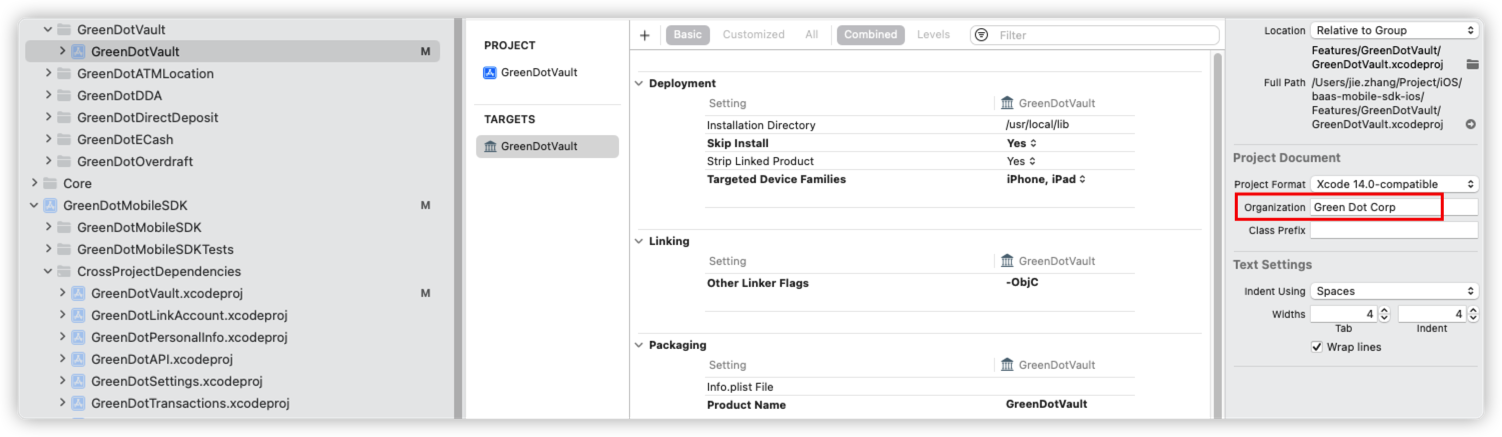 GreenDotVault
GreenDotVault M
GreenDotATMLocation
GreenDotDDA
GreenDotDirectDeposit
GreenDotECash
GreenDotOverdraft
Core
GreenDotMobileSDK M
GreenDotMobileSDK
GreenDotMobileSDKTests
CrossProjectDependencies
GreenDotVault.xcodeproj M
GreenDotLinkAccount.xcodeproj
GreenDotPersonalInfo.xcodeproj
GreenDotAPI.xcodeproj
GreenDotSettings.xcodeproj
GreenDotTransactions.xcodeproj
PROJECT
GreenDotVault
TARGETS
GreenDotVault
+ Basic Customized All Combined Levels Filter
Deployment
Setting GreenDotVault
Installation Directory /usr/local/lib
Skip Install Yes
Strip Linked Product Yes
Targeted Device Families iPhone, iPad
Linking
Setting GreenDotVault
Other Linker Flags -ObjC
Packaging
Setting GreenDotVault
Info.plist File
Product Name GreenDotVault
Location Relative to Group
Features/GreenDotVault/
GreenDotVault.xcodeproj
Full Path /Users/jie.zhang/Project/iOS/
baas-mobile-sdk-ios/
Features/GreenDotVault/
GreenDotVault.xcodeproj
Project Document
Project Format Xcode 14.0-compatible
Organization Green Dot Corp
Class Prefix
Text Settings
Indent Using Spaces
Widths 4 4
Tab Indent
Wrap lines